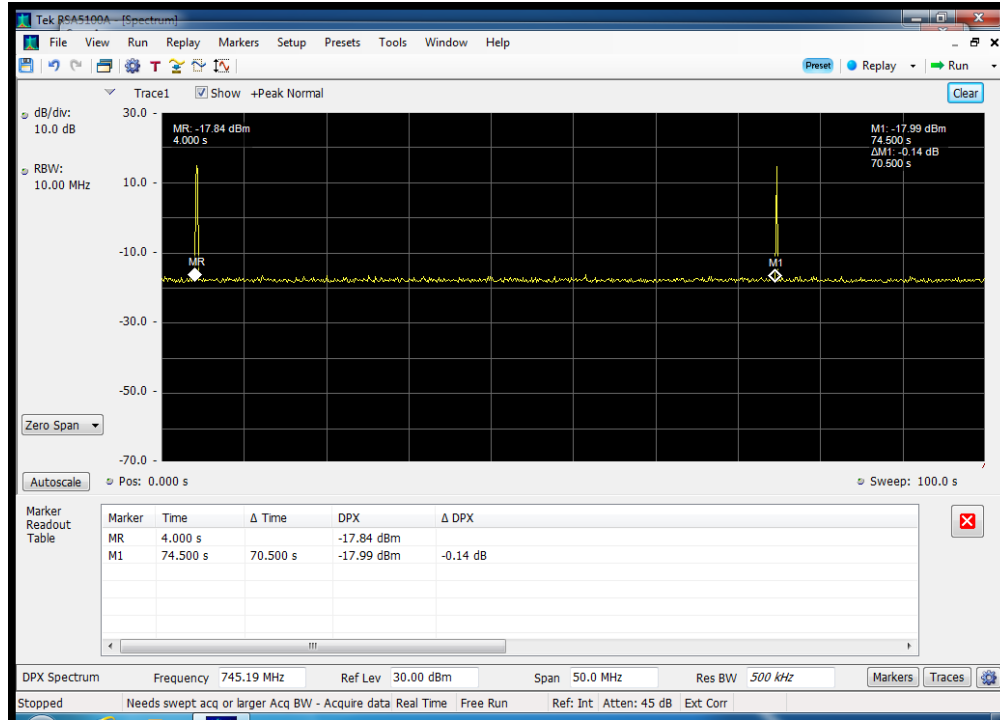 Tek RSA5100A - [Spectrum]
File View Run Replay Markers Setup Presets Tools Window Help
T Preset Replay Run
Trace1 Show +Peak Normal Clear
dB/div:
10.0 dB
RBW:
10.00 MHz
30.0
10.0
-10.0
-30.0
-50.0
-70.0
MR: -17.84 dBm
4.000 s
M1: -17.99 dBm
74.500 s
ΔM1: -0.14 dB
70.500 s
MR
M1
Zero Span
Autoscale Pos: 0.000 s Sweep: 100.0 s
Marker
Readout
Table
Marker Time Δ Time DPX Δ DPX
MR 4.000 s -17.84 dBm
M1 74.500 s 70.500 s -17.99 dBm -0.14 dB
DPX Spectrum Frequency 745.19 MHz Ref Lev 30.00 dBm Span 50.0 MHz Res BW 500 kHz Markers Traces
Stopped Needs swept acq or larger Acq BW - Acquire data Real Time Free Run Ref: Int Atten: 45 dB Ext Corr